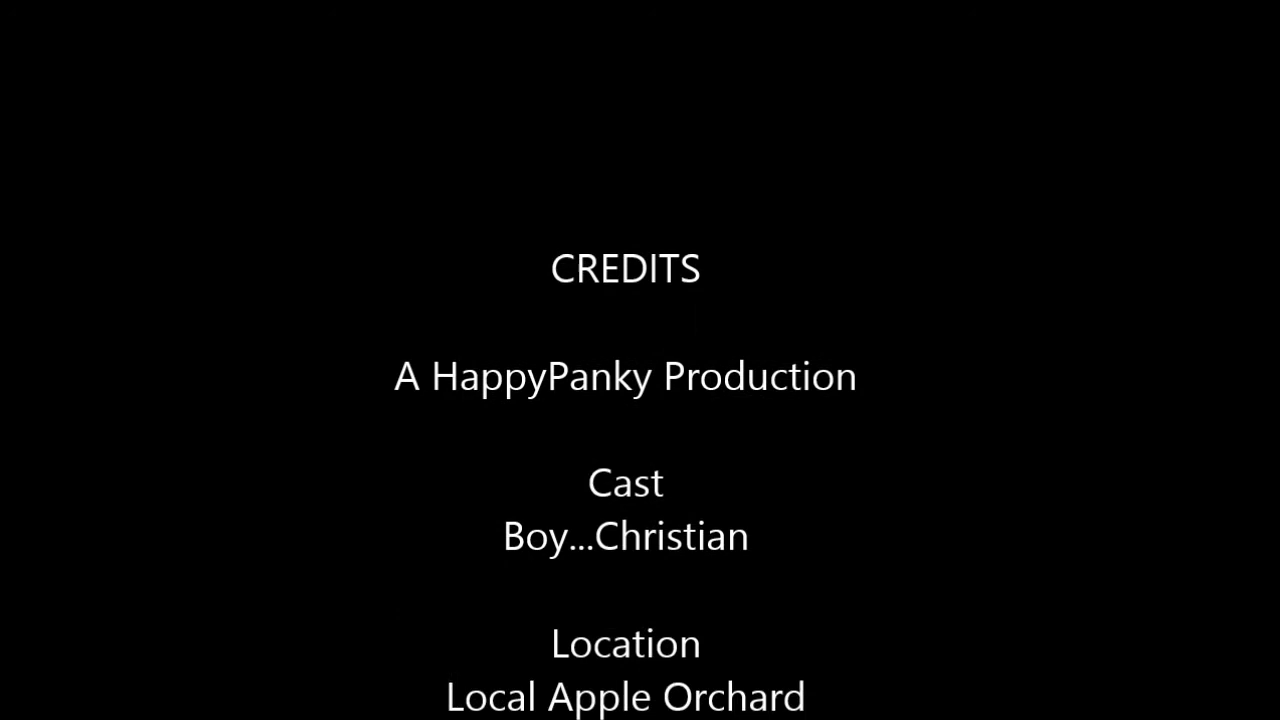 CREDITS
A HappyPanky Production
Cast
Boy...Christian
Location
Local Apple Orchard